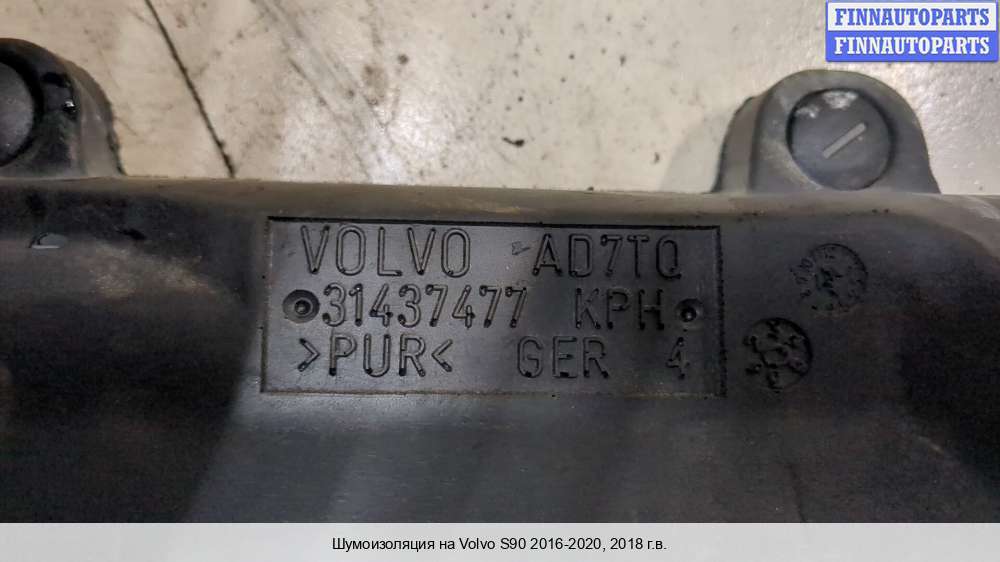 FINNAUTOPARTS
FINNAUTOPARTS
VOLVO AD7TQ
31437477 KPH
>PUR< GER 4
Шумоизоляция на Volvo S90 2016-2020, 2018 г.в.